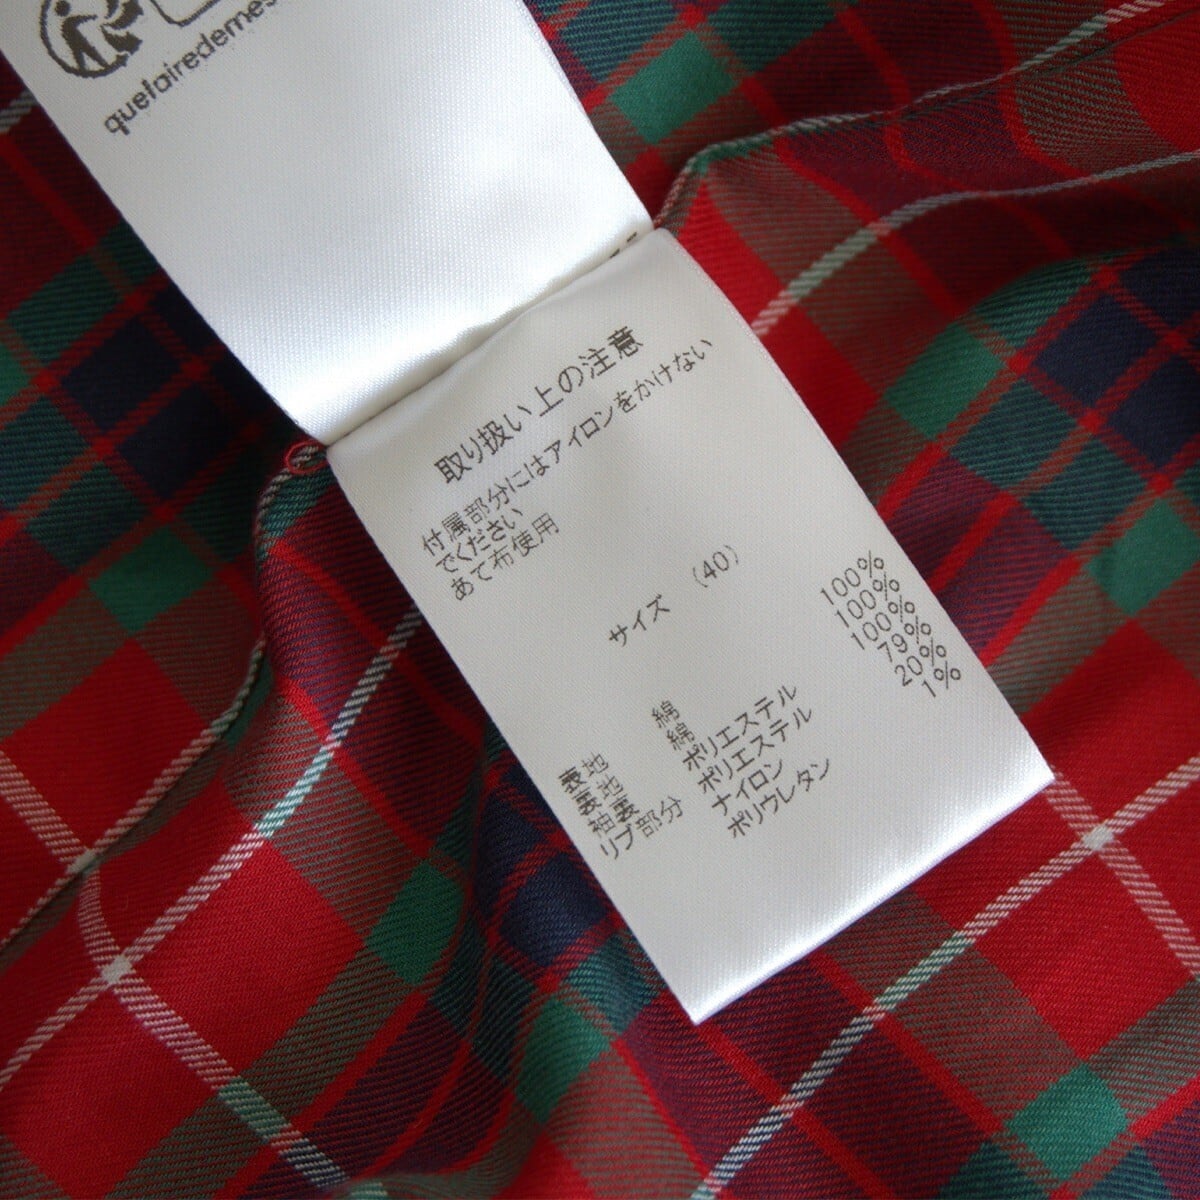 quefairedemes
取り扱い上の注意
付属部分にはアイロンをかけない
でください
あて布使用
サイズ (40)
表地 綿 100%
裏地 綿 100%
袖裏 ポリエステル 100%
リブ部分 ポリエステル 79%
ナイロン 20%
ポリウレタン 1%